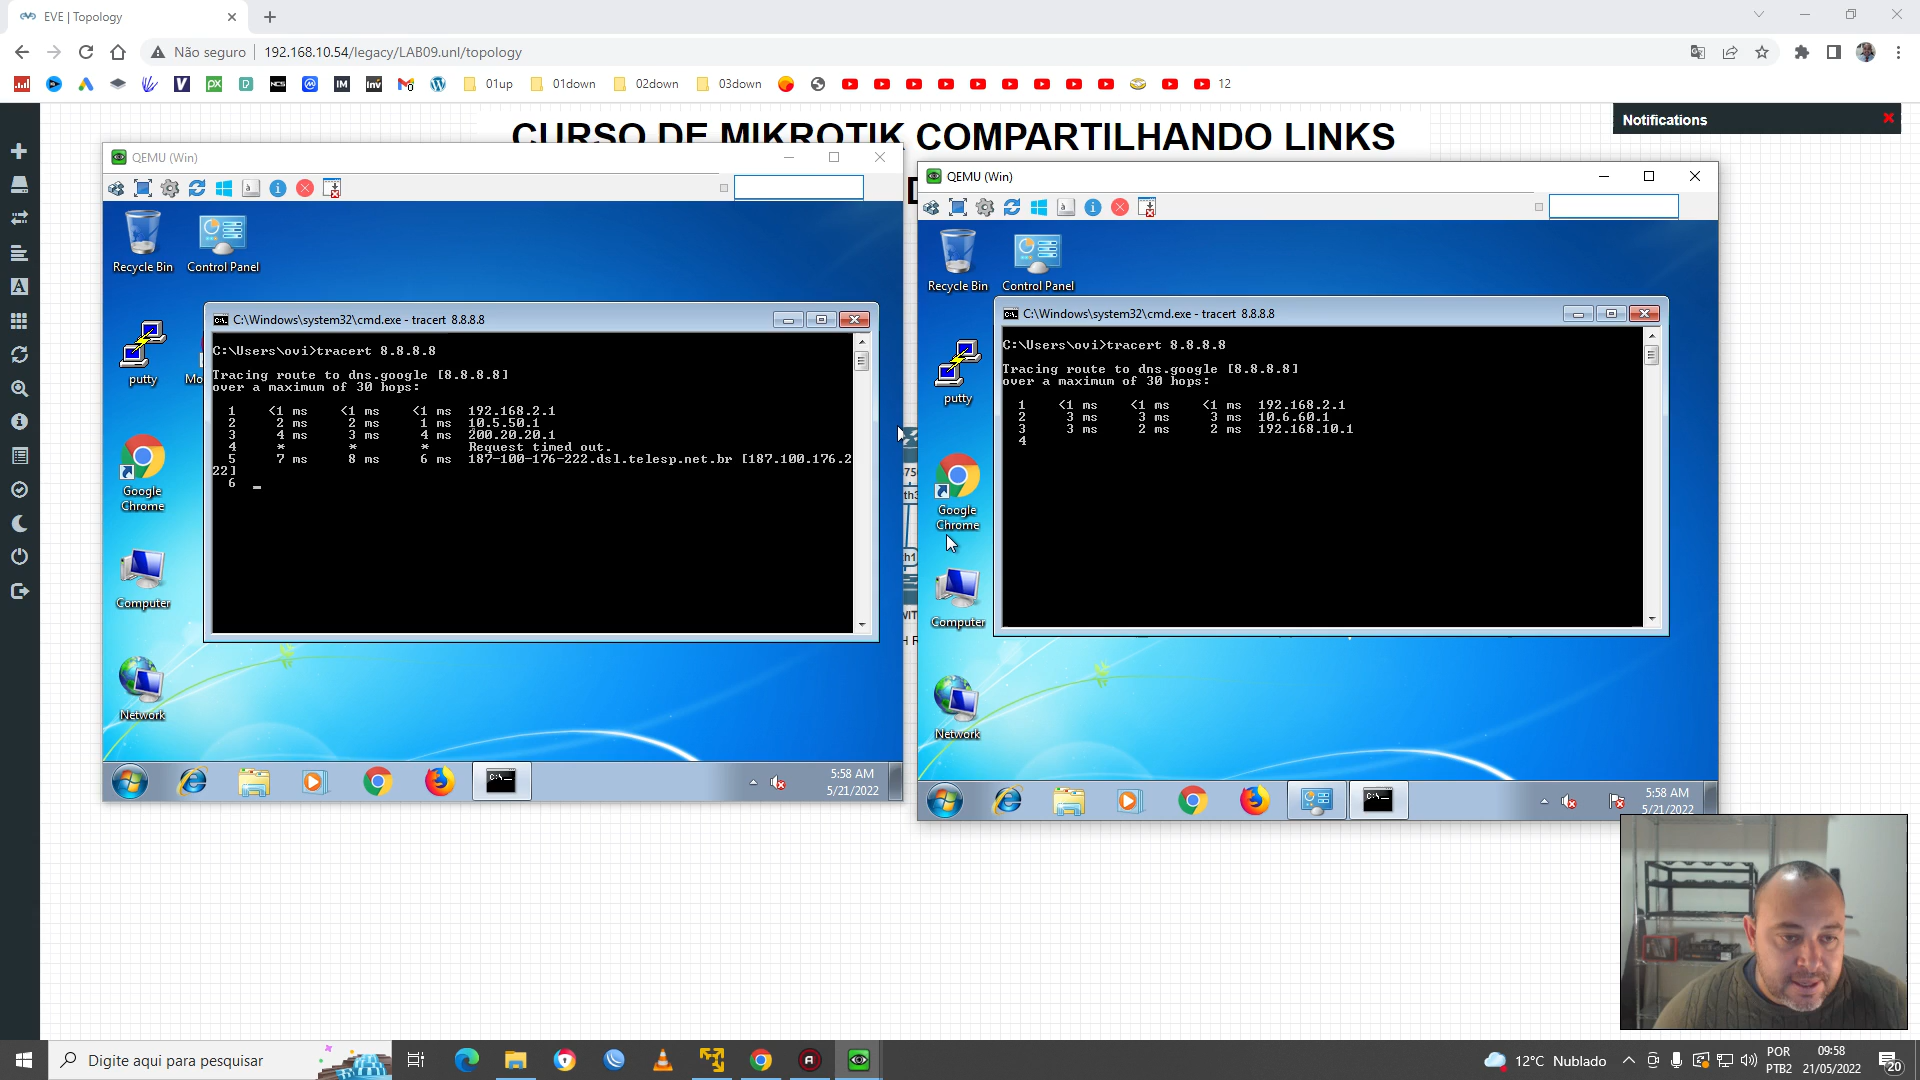 EVE | Topology
Não seguro
192.168.10.54/legacy/LAB09.unl/topology
01up
01down
02down
03down
12
CURSO DE MIKROTIK COMPARTILHANDO LINKS
Notifications
QEMU (Win)
Recycle Bin
Control Panel
putty
Mo
Google
Chrome
Computer
Network
C:\Windows\system32\cmd.exe - tracert 8.8.8.8
C:\Users\ovi>tracert 8.8.8.8
Tracing route to dns.google [8.8.8.8]
over a maximum of 30 hops:
1 <1 ms <1 ms <1 ms 192.168.2.1
2 2 ms 2 ms 1 ms 10.5.50.1
3 4 ms 3 ms 4 ms 200.20.20.1
4 * * * Request timed out.
5 7 ms 8 ms 6 ms 187-100-176-222.dsl.telesp.net.br [187.100.176.2
22]
6
5:58 AM
5/21/2022
QEMU (Win)
Recycle Bin
Control Panel
putty
Google
Chrome
Computer
Network
C:\Windows\system32\cmd.exe - tracert 8.8.8.8
C:\Users\ovi>tracert 8.8.8.8
Tracing route to dns.google [8.8.8.8]
over a maximum of 30 hops:
1 <1 ms <1 ms <1 ms 192.168.2.1
2 3 ms 3 ms 3 ms 10.6.60.1
3 3 ms 2 ms 2 ms 192.168.10.1
4
5:58 AM
5/21/2022
Digite aqui para pesquisar
12°C Nublado
POR
PTB2
09:58
21/05/2022
20